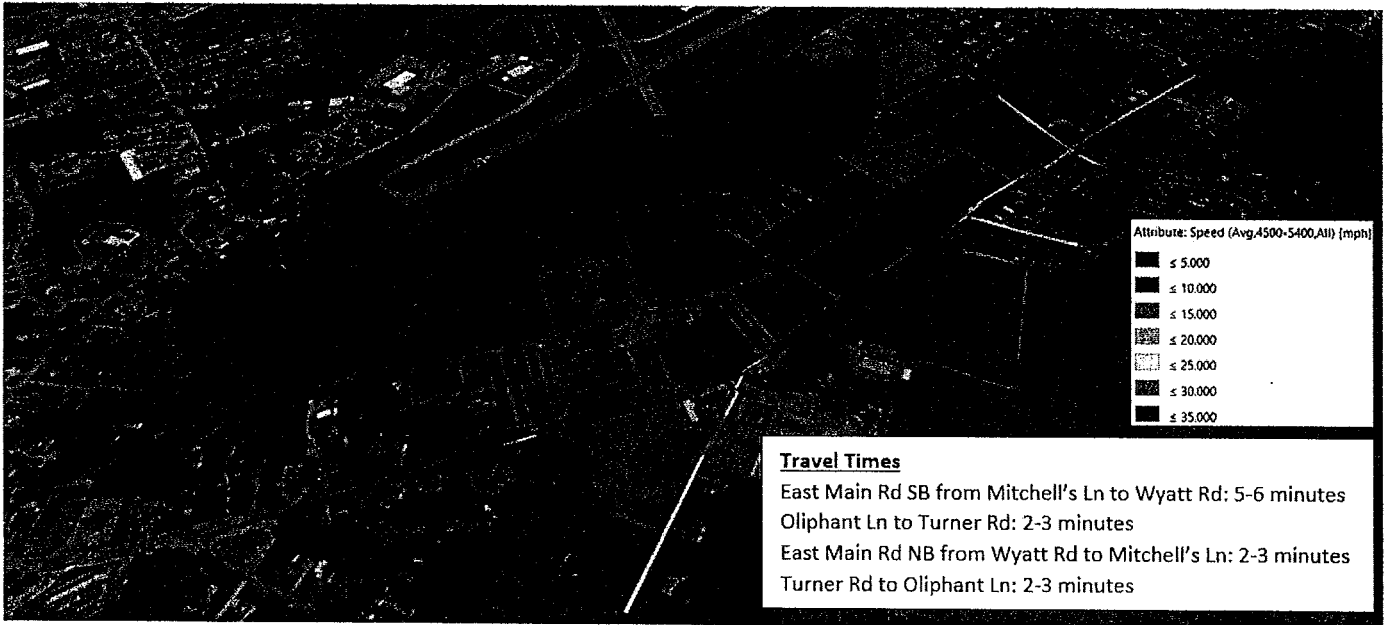 Attribute: Speed (Avg,4500-5400,All) [mph]
≤ 5.000
≤ 10.000
≤ 15.000
≤ 20.000
≤ 25.000
≤ 30.000
≤ 35.000
Travel Times
East Main Rd SB from Mitchell's Ln to Wyatt Rd: 5-6 minutes
Oliphant Ln to Turner Rd: 2-3 minutes
East Main Rd NB from Wyatt Rd to Mitchell's Ln: 2-3 minutes
Turner Rd to Oliphant Ln: 2-3 minutes